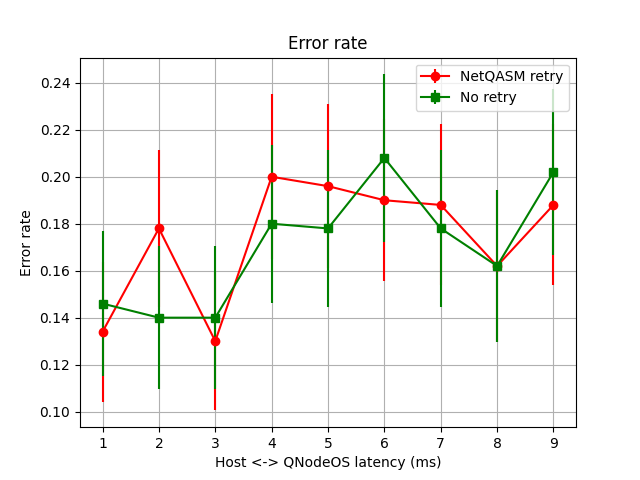 Error rate
NetQASM retry
No retry
0.24
0.22
0.20
0.18
0.16
0.14
0.12
0.10
Error rate
1 2 3 4 5 6 7 8 9
Host <-> QNodeOS latency (ms)